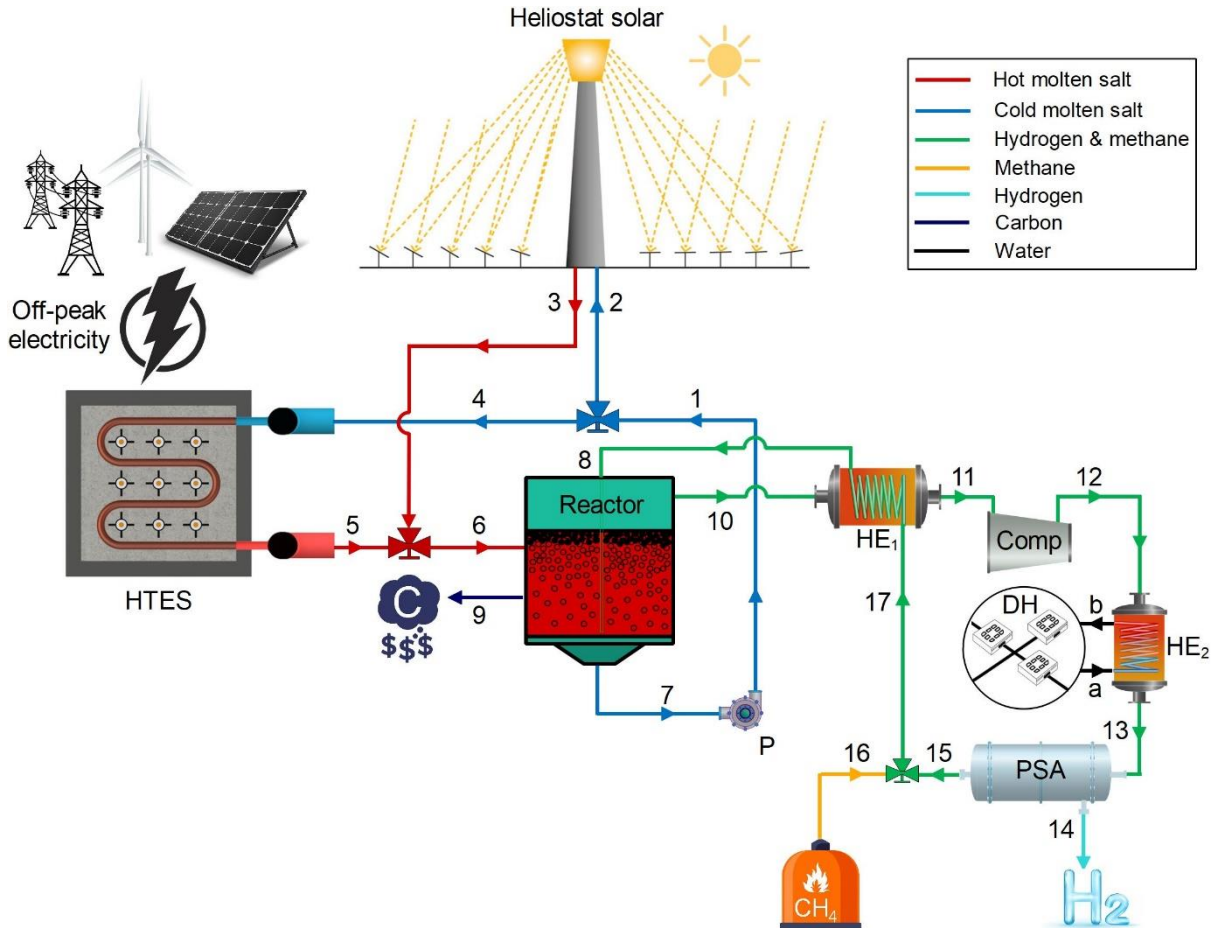 Heliostat solar
Hot molten salt
Cold molten salt
Hydrogen & methane
Methane
Hydrogen
Carbon
Water
Off-peak
electricity
3
2
4
1
8
11
12
Reactor
10
HE1
Comp
5
6
HTES
C
$$$$
9
17
DH
b
a
HE2
7
P
13
16
15
PSA
14
CH4
H2